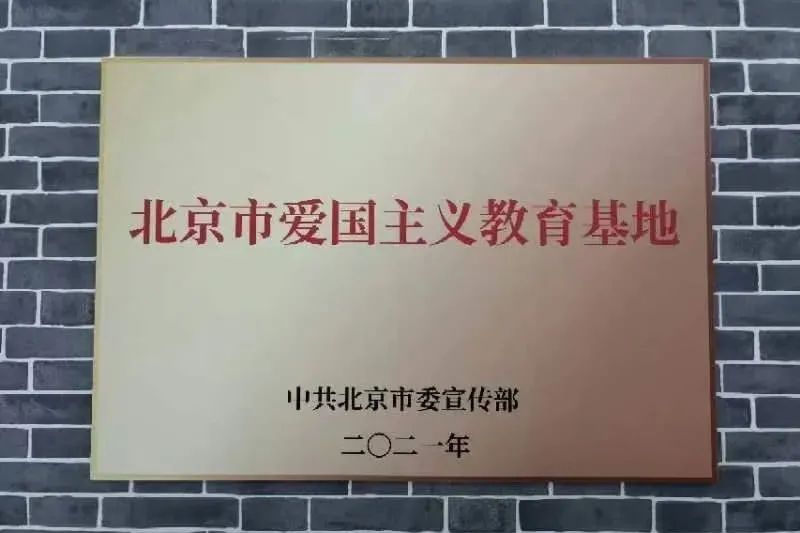 北京市爱国主义教育基地
中共北京市委宣传部
二〇二一年